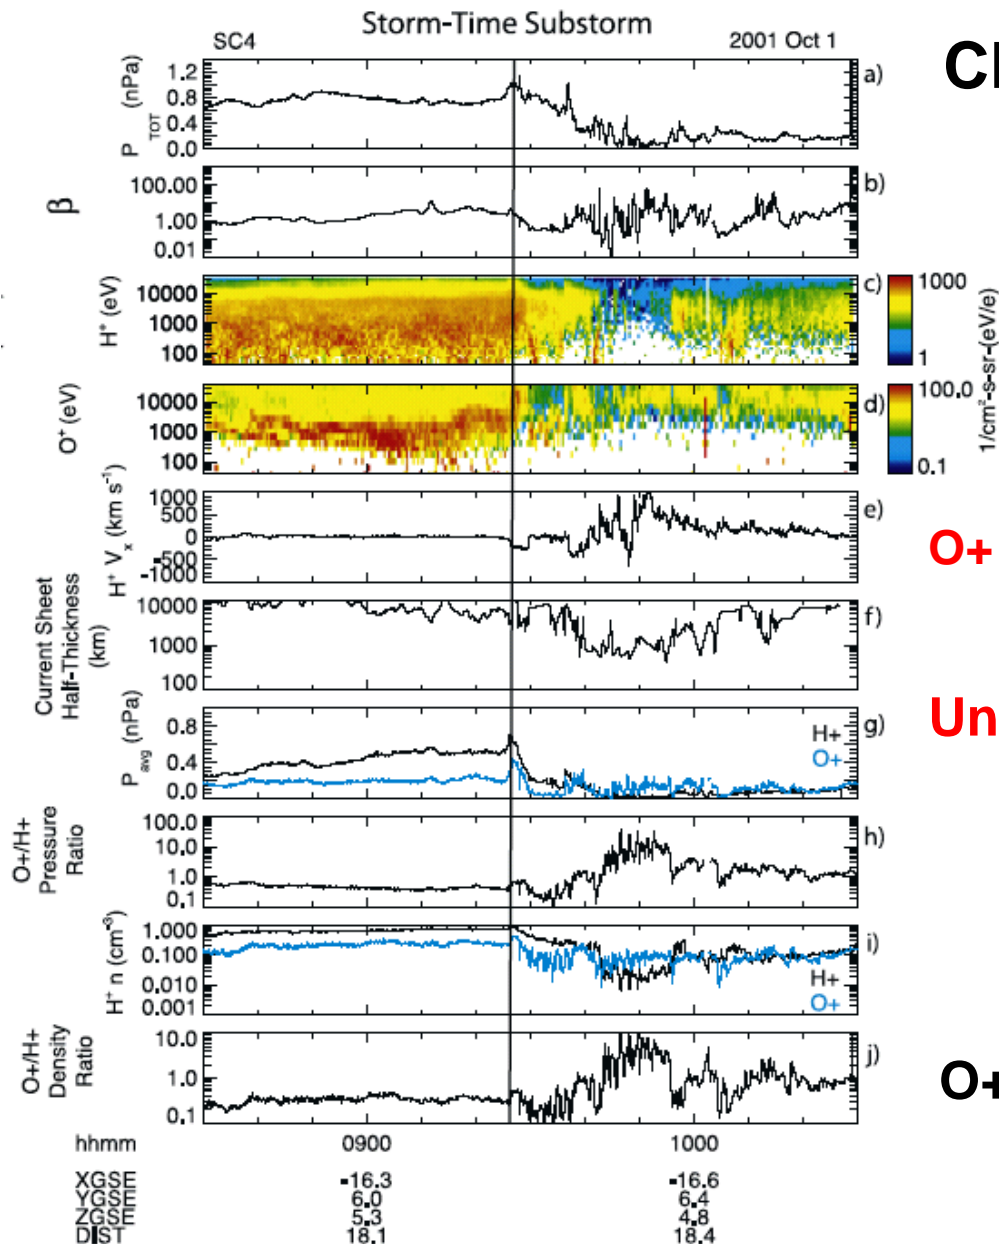 Storm-Time Substorm
SC4
2001 Oct 1
Cl
P TOT (nPa)
1.2
0.8
0.4
0.0
a)
β
100.00
1.00
0.01
b)
H⁺ (eV)
10000
1000
100
c)
1000
1
O⁺ (eV)
10000
1000
100
d)
100.0
0.1
1/cm²-s-sr-(eV/e)
H⁺ Vx (km s⁻¹)
1000
500
0
-500
-1000
e)
O+
Current Sheet
Half-Thickness
(km)
10000
1000
100
f)
Un
P avg (nPa)
0.8
0.4
0.0
g)
H+
O+
O+/H+
Pressure
Ratio
100.0
10.0
1.0
0.1
h)
H⁺ n (cm⁻³)
1.000
0.100
0.010
0.001
i)
H+
O+
O+/H+
Density
Ratio
10.0
1.0
0.1
j)
O+
hhmm 0900 1000
XGSE -16.3 -16.6
YGSE 6.0 6.4
ZGSE 5.3 4.8
DIST 18.1 18.4